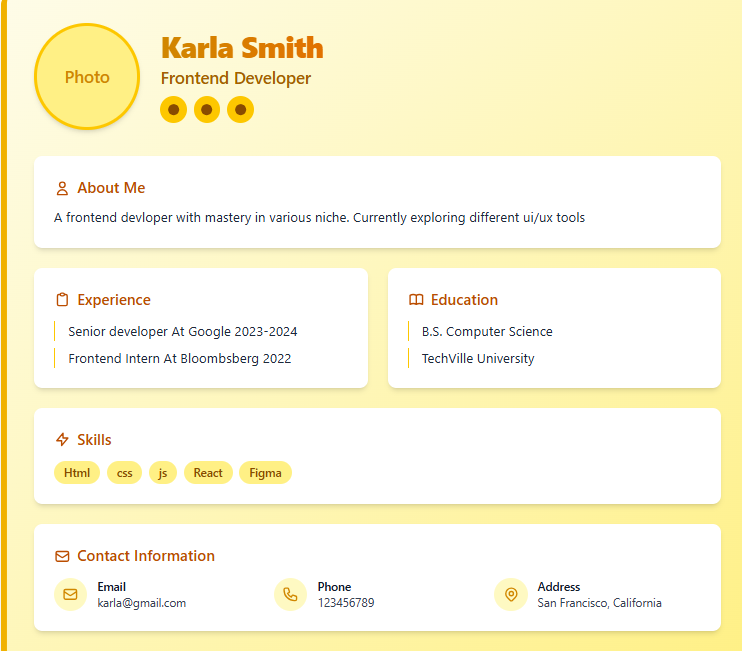 Photo
Karla Smith
Frontend Developer
About Me
A frontend devloper with mastery in various niche. Currently exploring different ui/ux tools
Experience
Senior developer At Google 2023-2024
Frontend Intern At Bloombsberg 2022
Education
B.S. Computer Science
TechVille University
Skills
Html css js React Figma
Contact Information
Email
karla@gmail.com
Phone
123456789
Address
San Francisco, California